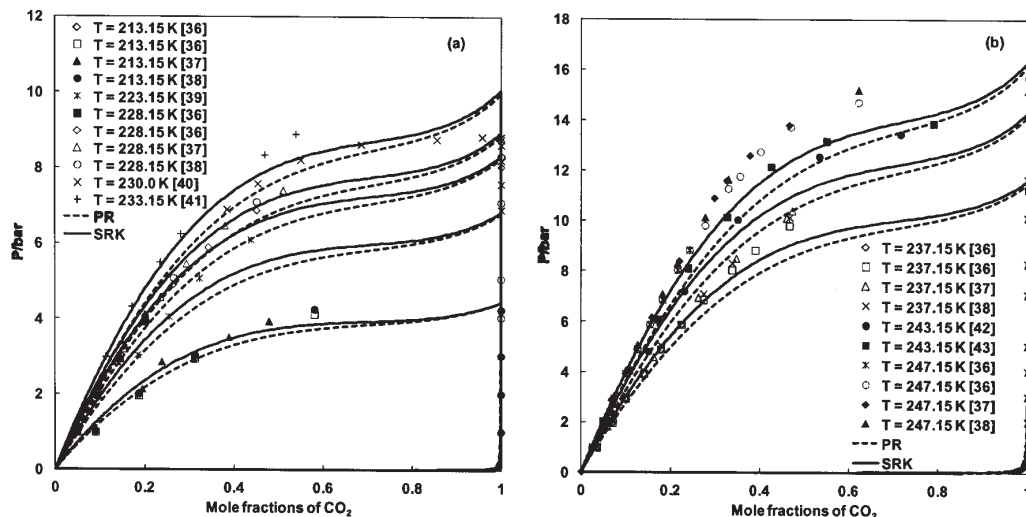 (a)
12
10
8
6
4
2
0
P/bar
T = 213.15 K [36]
T = 213.15 K [36]
T = 213.15 K [37]
T = 213.15 K [38]
T = 223.15 K [39]
T = 228.15 K [36]
T = 228.15 K [36]
T = 228.15 K [37]
T = 228.15 K [38]
T = 230.0 K [40]
T = 233.15 K [41]
PR
SRK
0 0.2 0.4 0.6 0.8 1
Mole fractions of CO2
(b)
18
16
14
12
10
8
6
4
2
0
P/bar
T = 237.15 K [36]
T = 237.15 K [36]
T = 237.15 K [37]
T = 237.15 K [38]
T = 243.15 K [42]
T = 243.15 K [43]
T = 247.15 K [36]
T = 247.15 K [36]
T = 247.15 K [37]
T = 247.15 K [38]
PR
SRK
0 0.2 0.4 0.6 0.8 1
Mole fractions of CO2